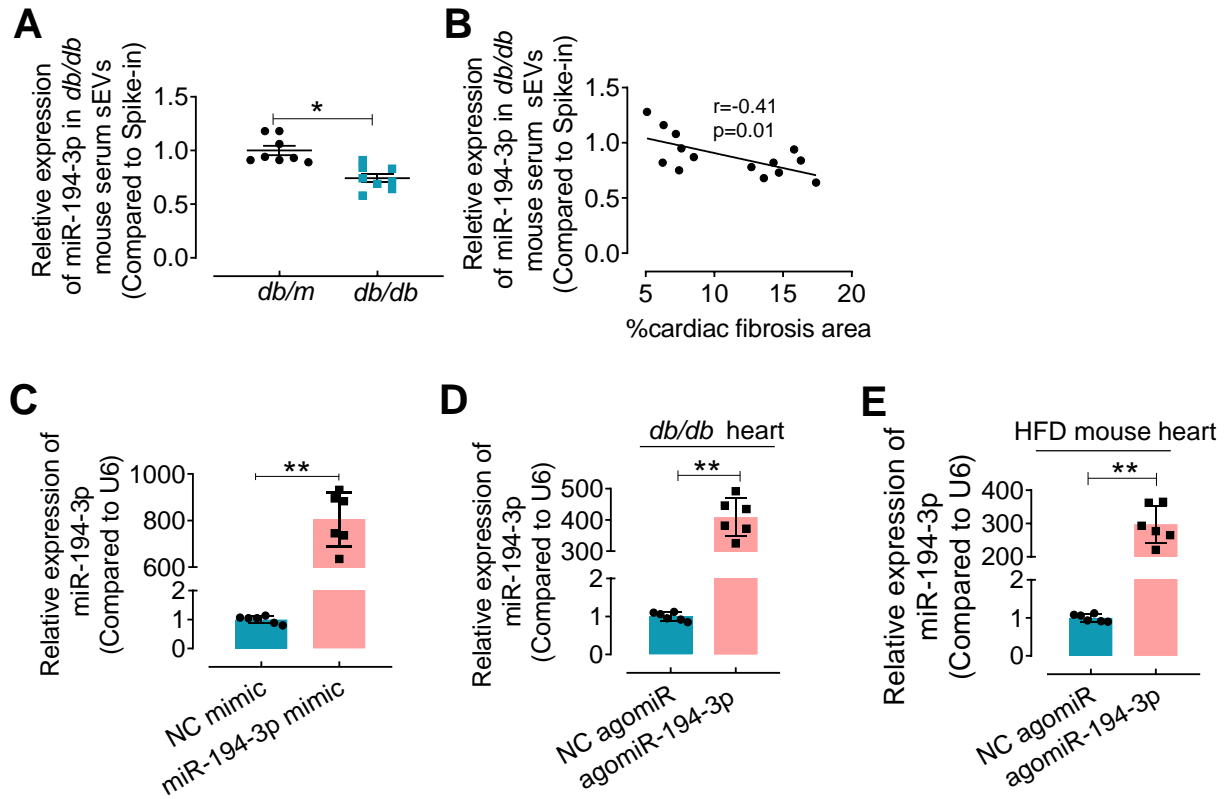 A
Reletive expression
of miR-194-3p in db/db
mouse serum sEVs
(Compared to Spike-in)
1.5
1.0
0.5
0.0
*
db/m
db/db
B
Reletive expression
of miR-194-3p in db/db
mouse serum sEVs
(Compared to Spike-in)
1.5
1.0
0.5
0.0
r=-0.41
p=0.01
5
10
15
20
%cardiac fibrosis area
C
Relative expression of
miR-194-3p
(Compared to U6)
1000
800
600
2
1
0
**
NC mimic
miR-194-3p mimic
D
Relative expression of
miR-194-3p
(Compared to U6)
db/db heart
**
500
400
300
2
1
0
NC agomiR
agomiR-194-3p
E
Relative expression of
miR-194-3p
(Compared to U6)
HFD mouse heart
**
400
300
200
2
1
0
NC agomiR
agomiR-194-3p